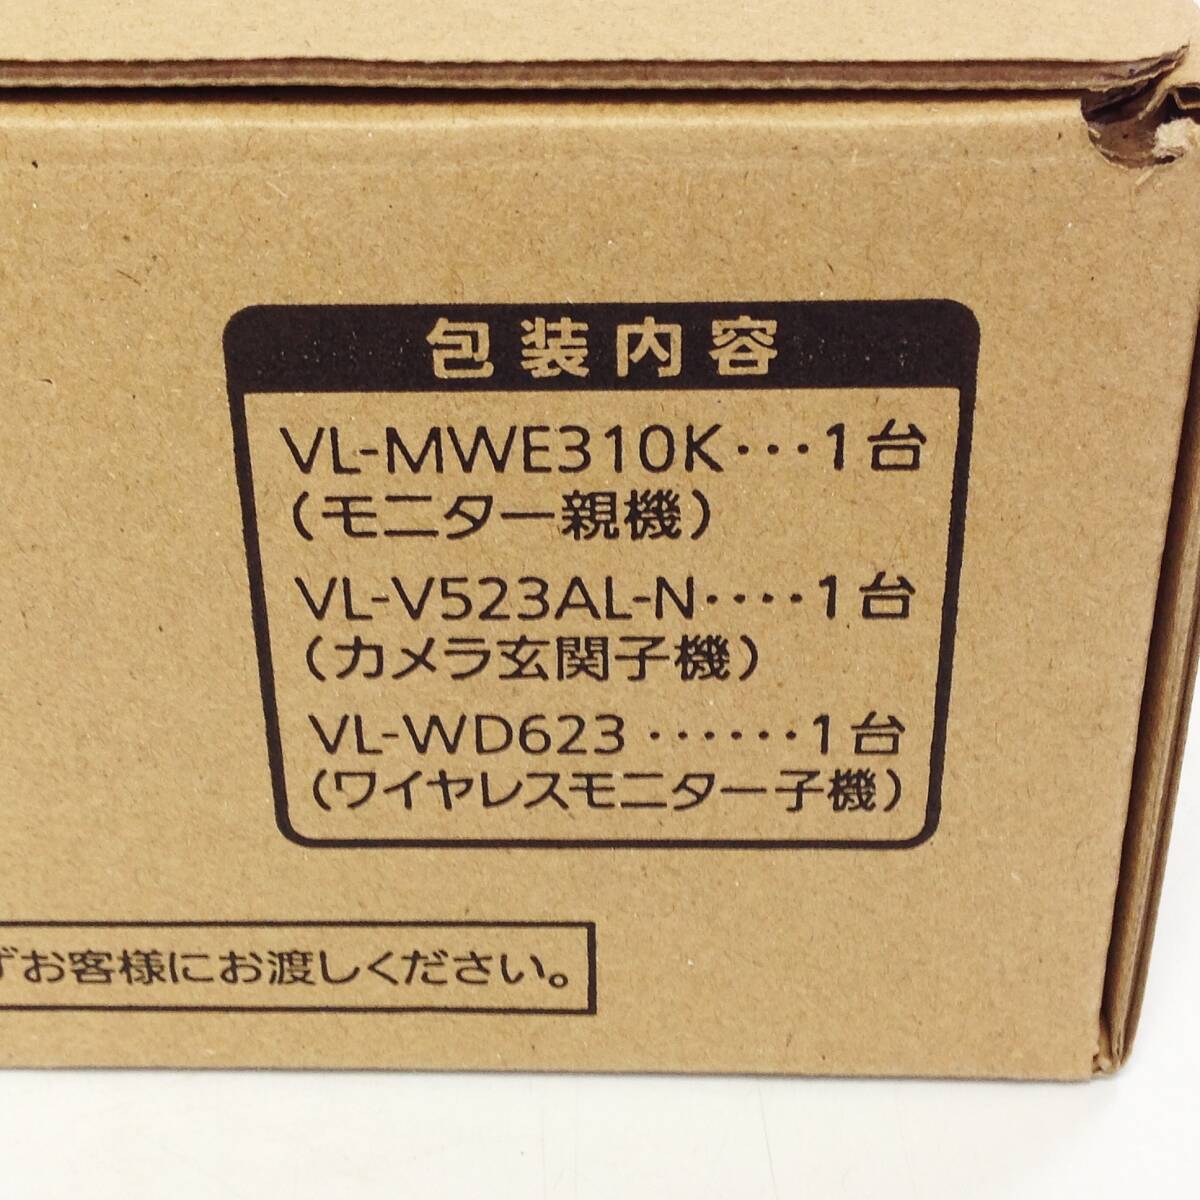 包装内容
VL-MWE310K･･･1台
(モニター親機)
VL-V523AL-N････1台
(カメラ玄関子機)
VL-WD623 ･･････1台
(ワイヤレスモニター子機)
ずお客様にお渡しください。